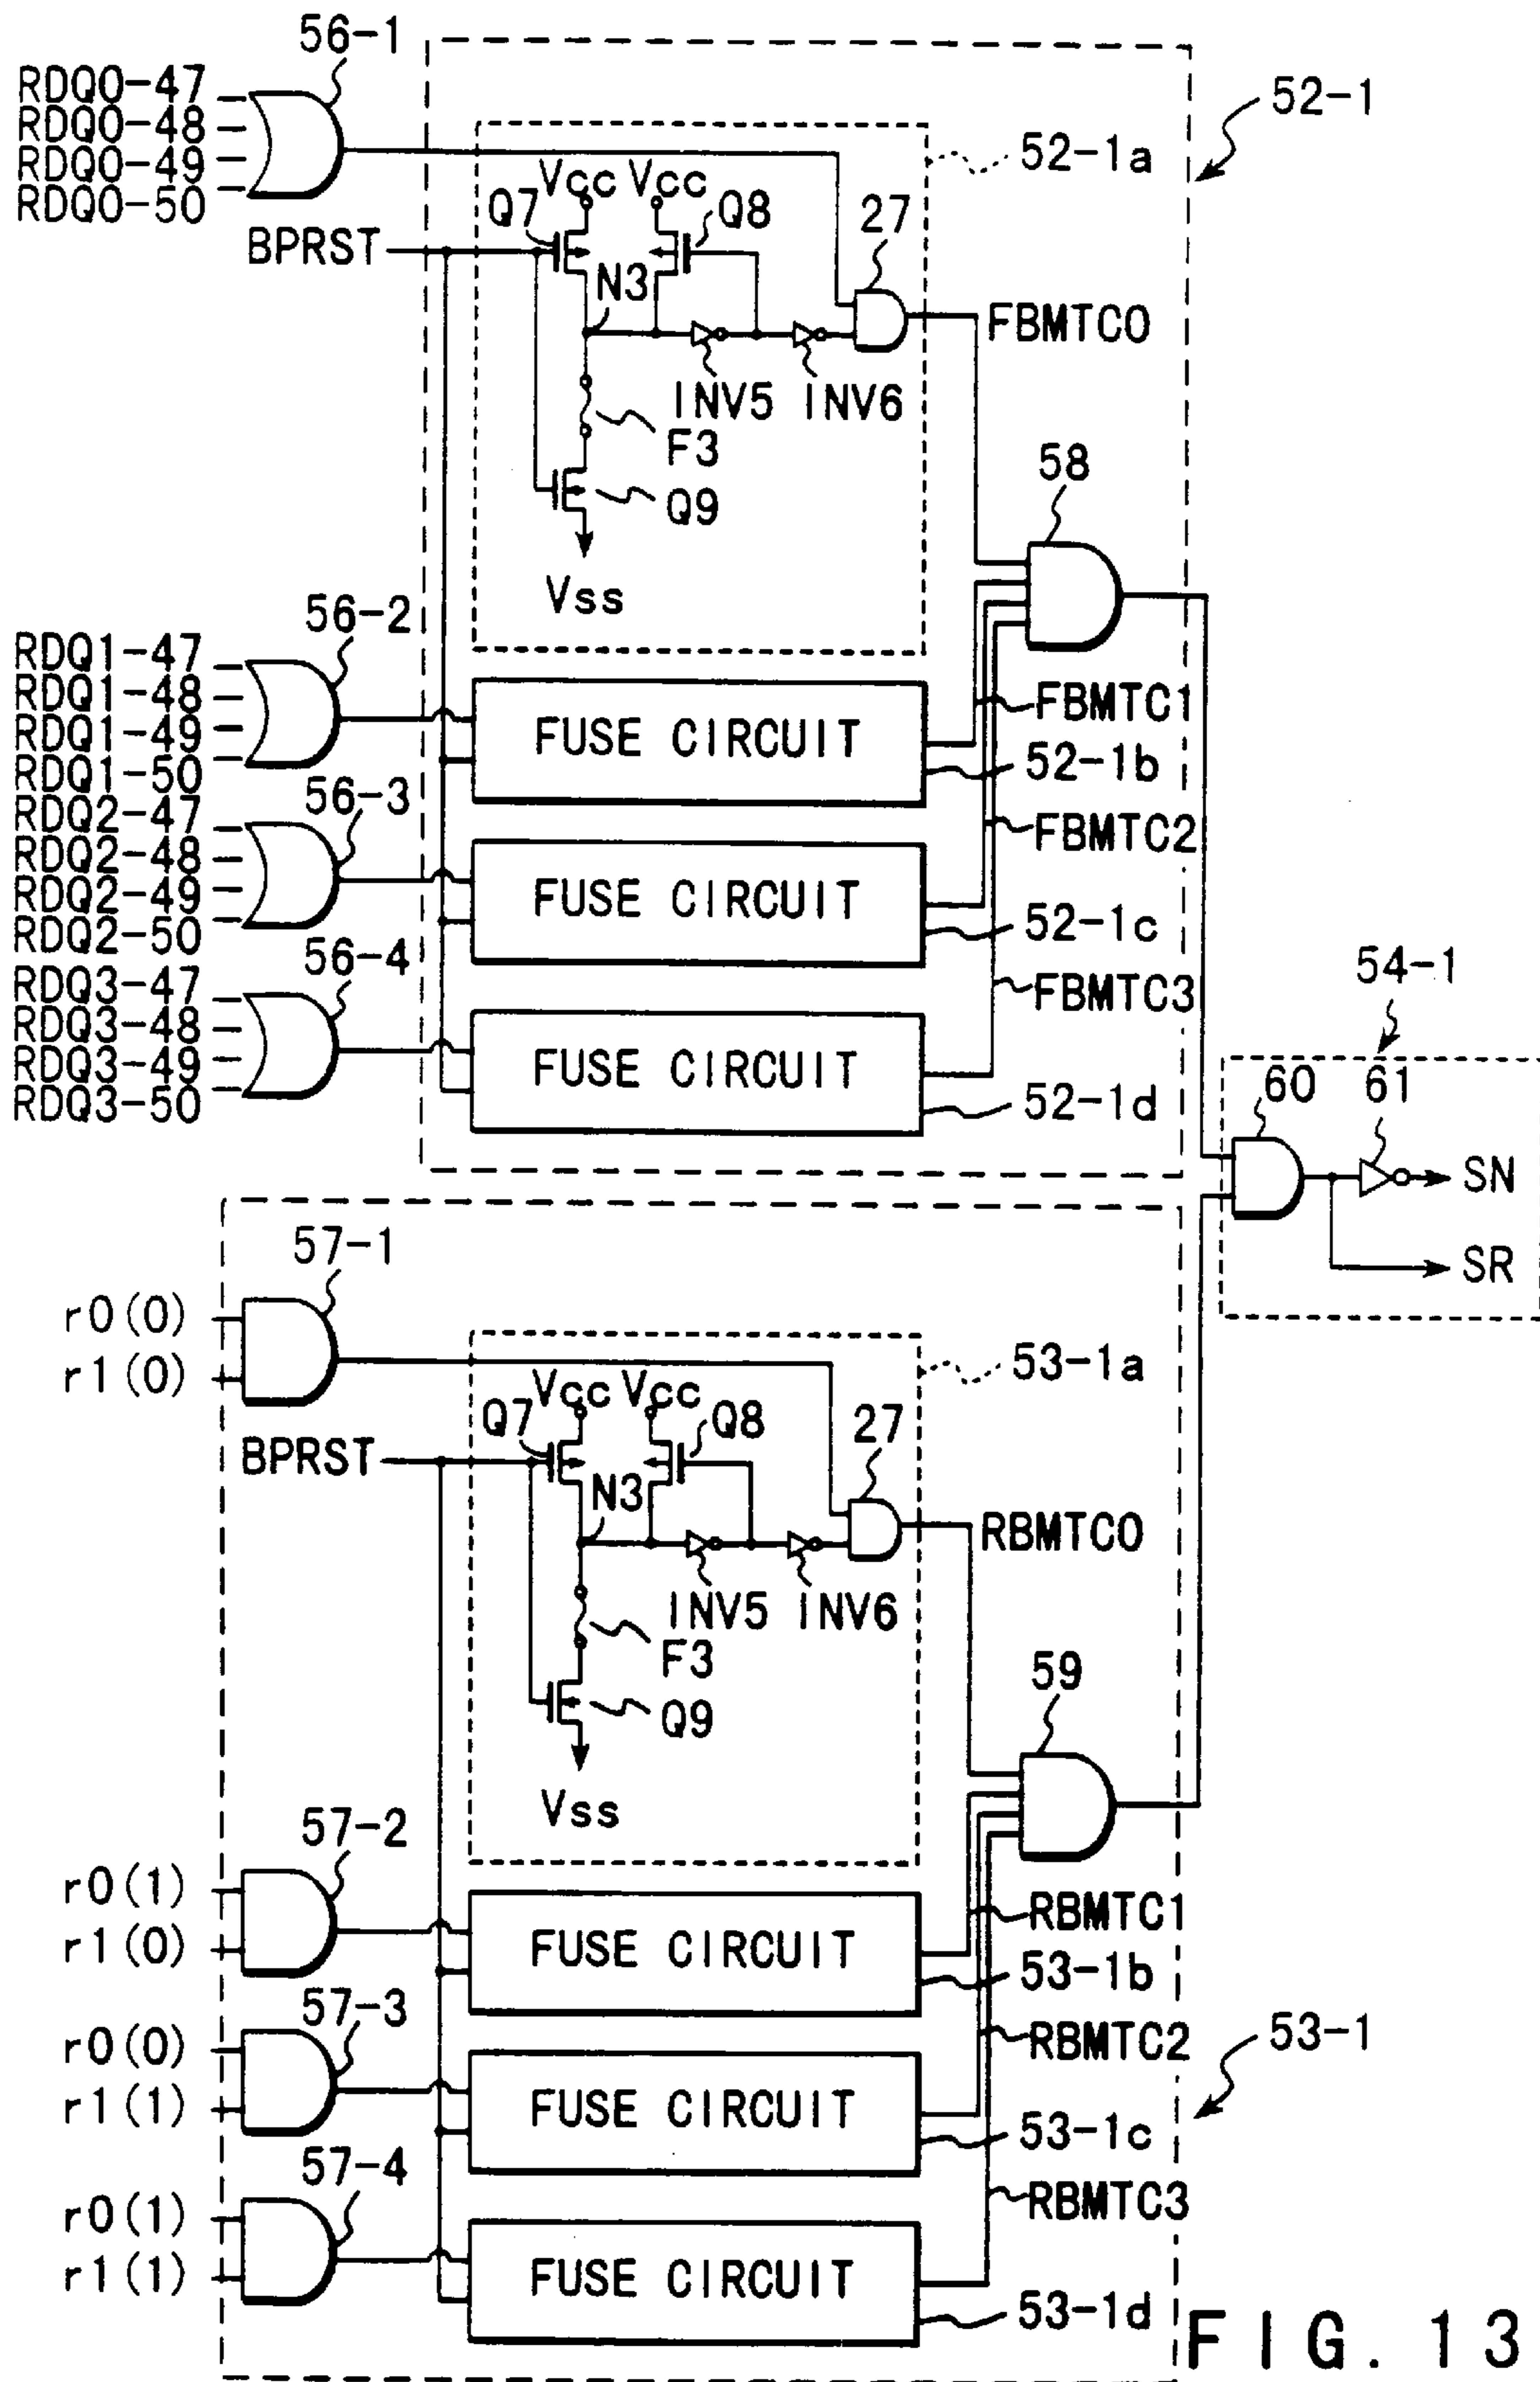 56-1
RDQ0-47
RDQ0-48
RDQ0-49
RDQ0-50
52-1
52-1a
Vcc Vcc
Q7
Q8
27
BPRST
N3
FBMTC0
INV5 INV6
F3
Q9
58
Vss
56-2
RDQ1-47
RDQ1-48
RDQ1-49
RDQ1-50
FUSE CIRCUIT
FBMTC1
52-1b
56-3
RDQ2-47
RDQ2-48
RDQ2-49
RDQ2-50
FUSE CIRCUIT
FBMTC2
52-1c
56-4
RDQ3-47
RDQ3-48
RDQ3-49
RDQ3-50
FUSE CIRCUIT
FBMTC3
52-1d
54-1
60 61
SN
SR
57-1
r0(0)
r1(0)
53-1a
Vcc Vcc
Q7
Q8
27
BPRST
N3
RBMTC0
INV5 INV6
F3
Q9
59
Vss
57-2
r0(1)
r1(0)
FUSE CIRCUIT
RBMTC1
53-1b
57-3
r0(0)
r1(1)
FUSE CIRCUIT
RBMTC2
53-1
53-1c
57-4
r0(1)
r1(1)
FUSE CIRCUIT
RBMTC3
53-1d
FIG. 13